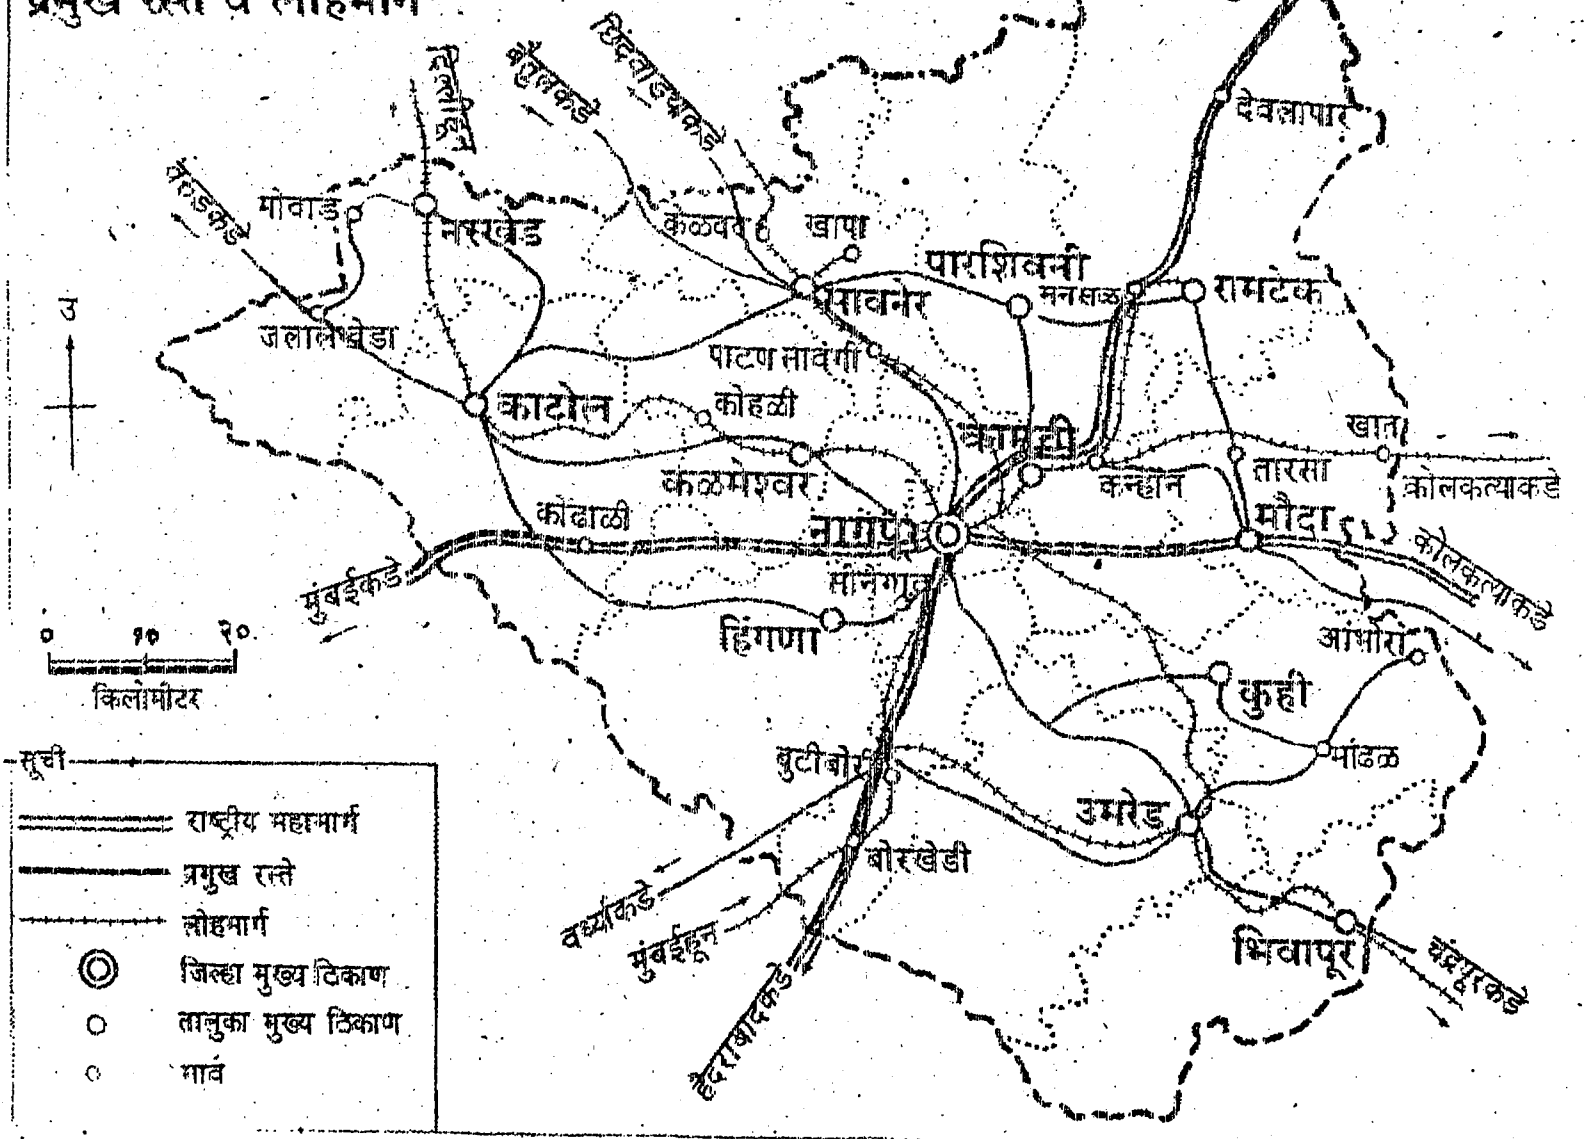 प्रमुख रस्ते व लोहमार्ग
दिल्लीहून
बैतुलकडे
छिंदवाड्याकडे
देवलापार
मोवाड
नरखेड
केळवद
खापा
पारशिवनी
मनसळ
रामटेक
सावनेर
उ
जलालखेडा
पाटणसावंगी
काटोल
कोहळी
कामठी
खात
कळमेश्वर
कन्हान
तारसा
कोलकत्याकडे
कोंढाळी
नागपूर
मौदा
कोलकत्याकडे
मुंबईकडे
सोनेगाव
० १० २०
किलोमीटर
हिंगणा
आंभोरा
कुही
बुटीबोरी
मांढळ
उमरेड
बोरखेडी
वर्ध्याकडे
मुंबईहून
भिवापूर
चंद्रपूरकडे
हैदराबादकडे
सूची
राष्ट्रीय महामार्ग
प्रमुख रस्ते
लोहमार्ग
जिल्हा मुख्य ठिकाण
तालुका मुख्य ठिकाण
गावं